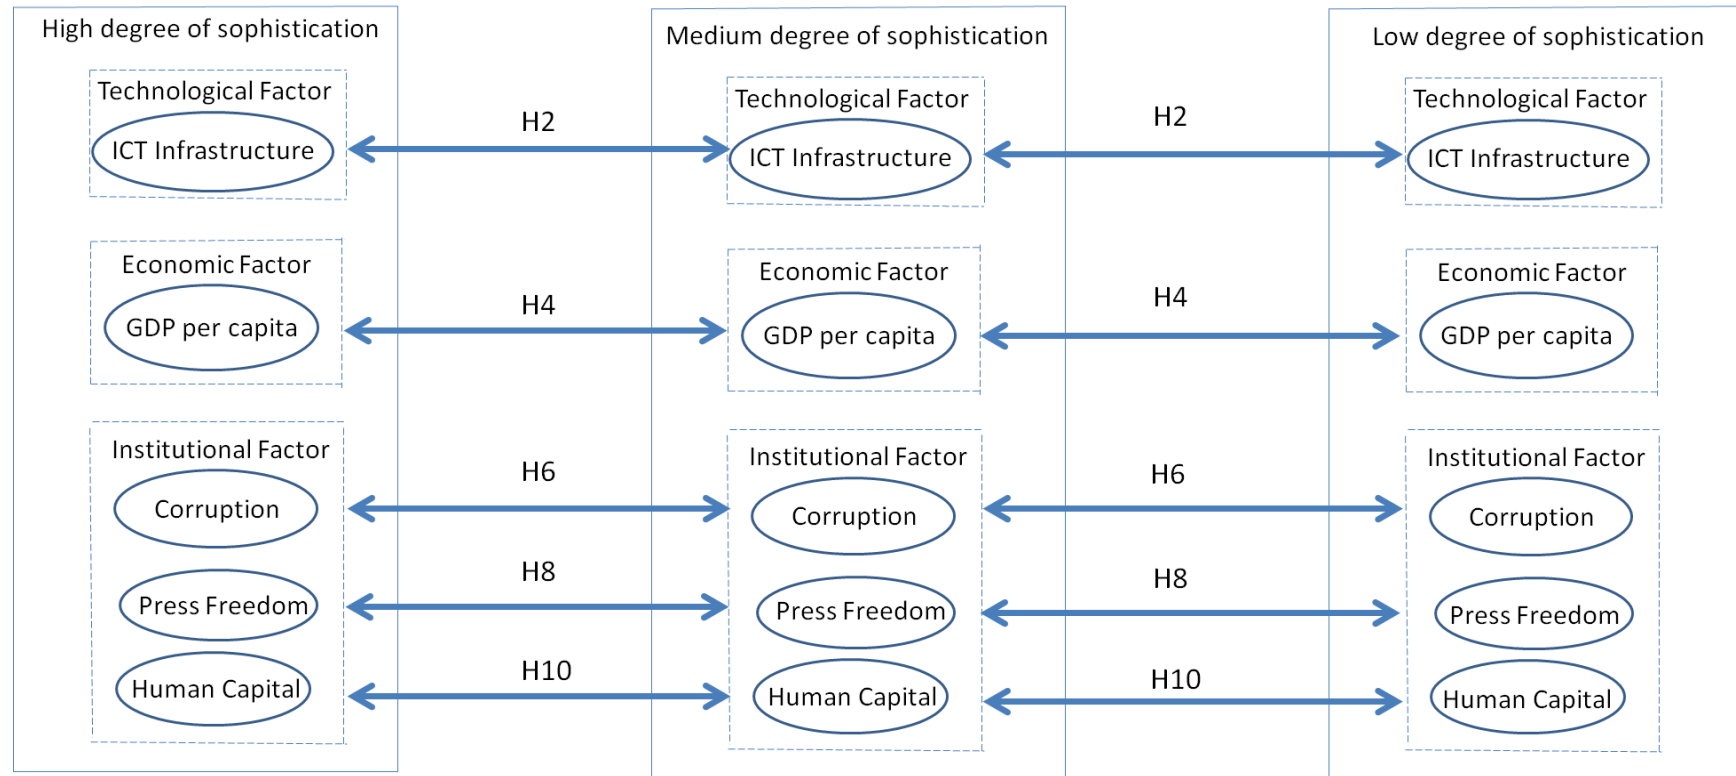 High degree of sophistication
Technological Factor
ICT Infrastructure
Economic Factor
GDP per capita
Institutional Factor
Corruption
Press Freedom
Human Capital
H2
H4
H6
H8
H10
Medium degree of sophistication
Technological Factor
ICT Infrastructure
Economic Factor
GDP per capita
Institutional Factor
Corruption
Press Freedom
Human Capital
H2
H4
H6
H8
H10
Low degree of sophistication
Technological Factor
ICT Infrastructure
Economic Factor
GDP per capita
Institutional Factor
Corruption
Press Freedom
Human Capital